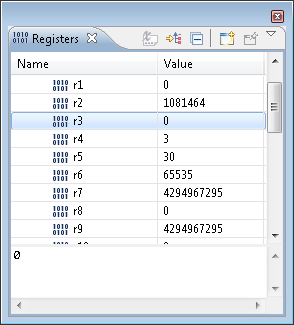 Registers
Name Value
r1 0
r2 1081464
r3 0
r4 3
r5 30
r6 65535
r7 4294967295
r8 0
r9 4294967295
0